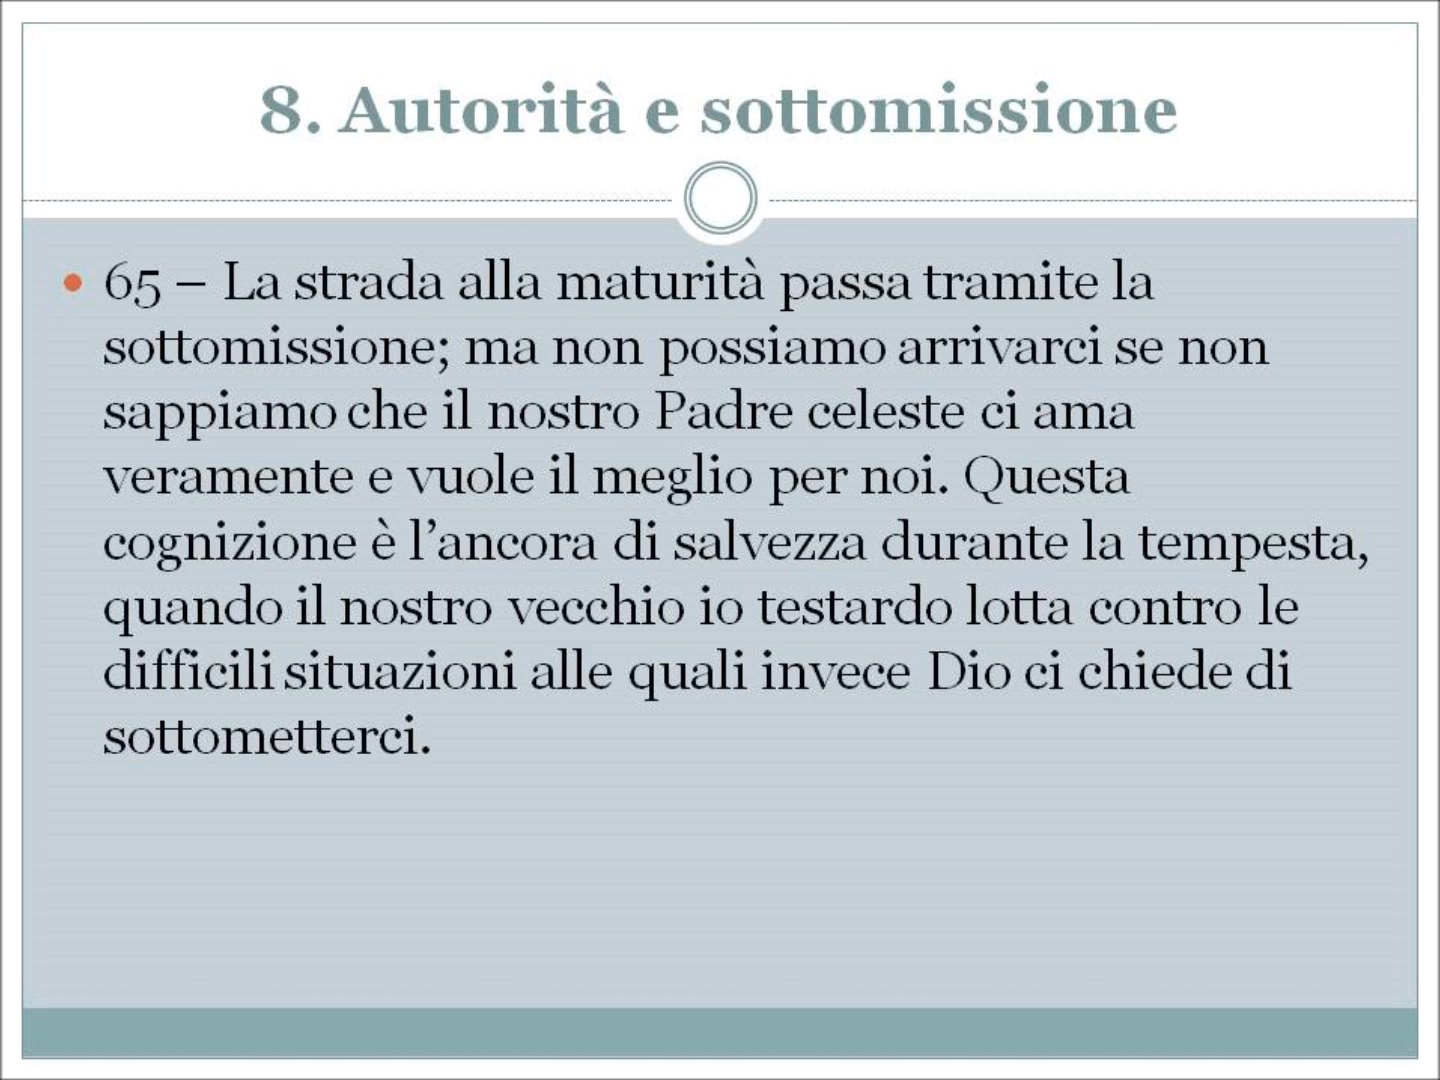 8. Autorità e sottomissione
• 65 – La strada alla maturità passa tramite la
sottomissione; ma non possiamo arrivarci se non
sappiamo che il nostro Padre celeste ci ama
veramente e vuole il meglio per noi. Questa
cognizione è l’ancora di salvezza durante la tempesta,
quando il nostro vecchio io testardo lotta contro le
difficili situazioni alle quali invece Dio ci chiede di
sottometterci.